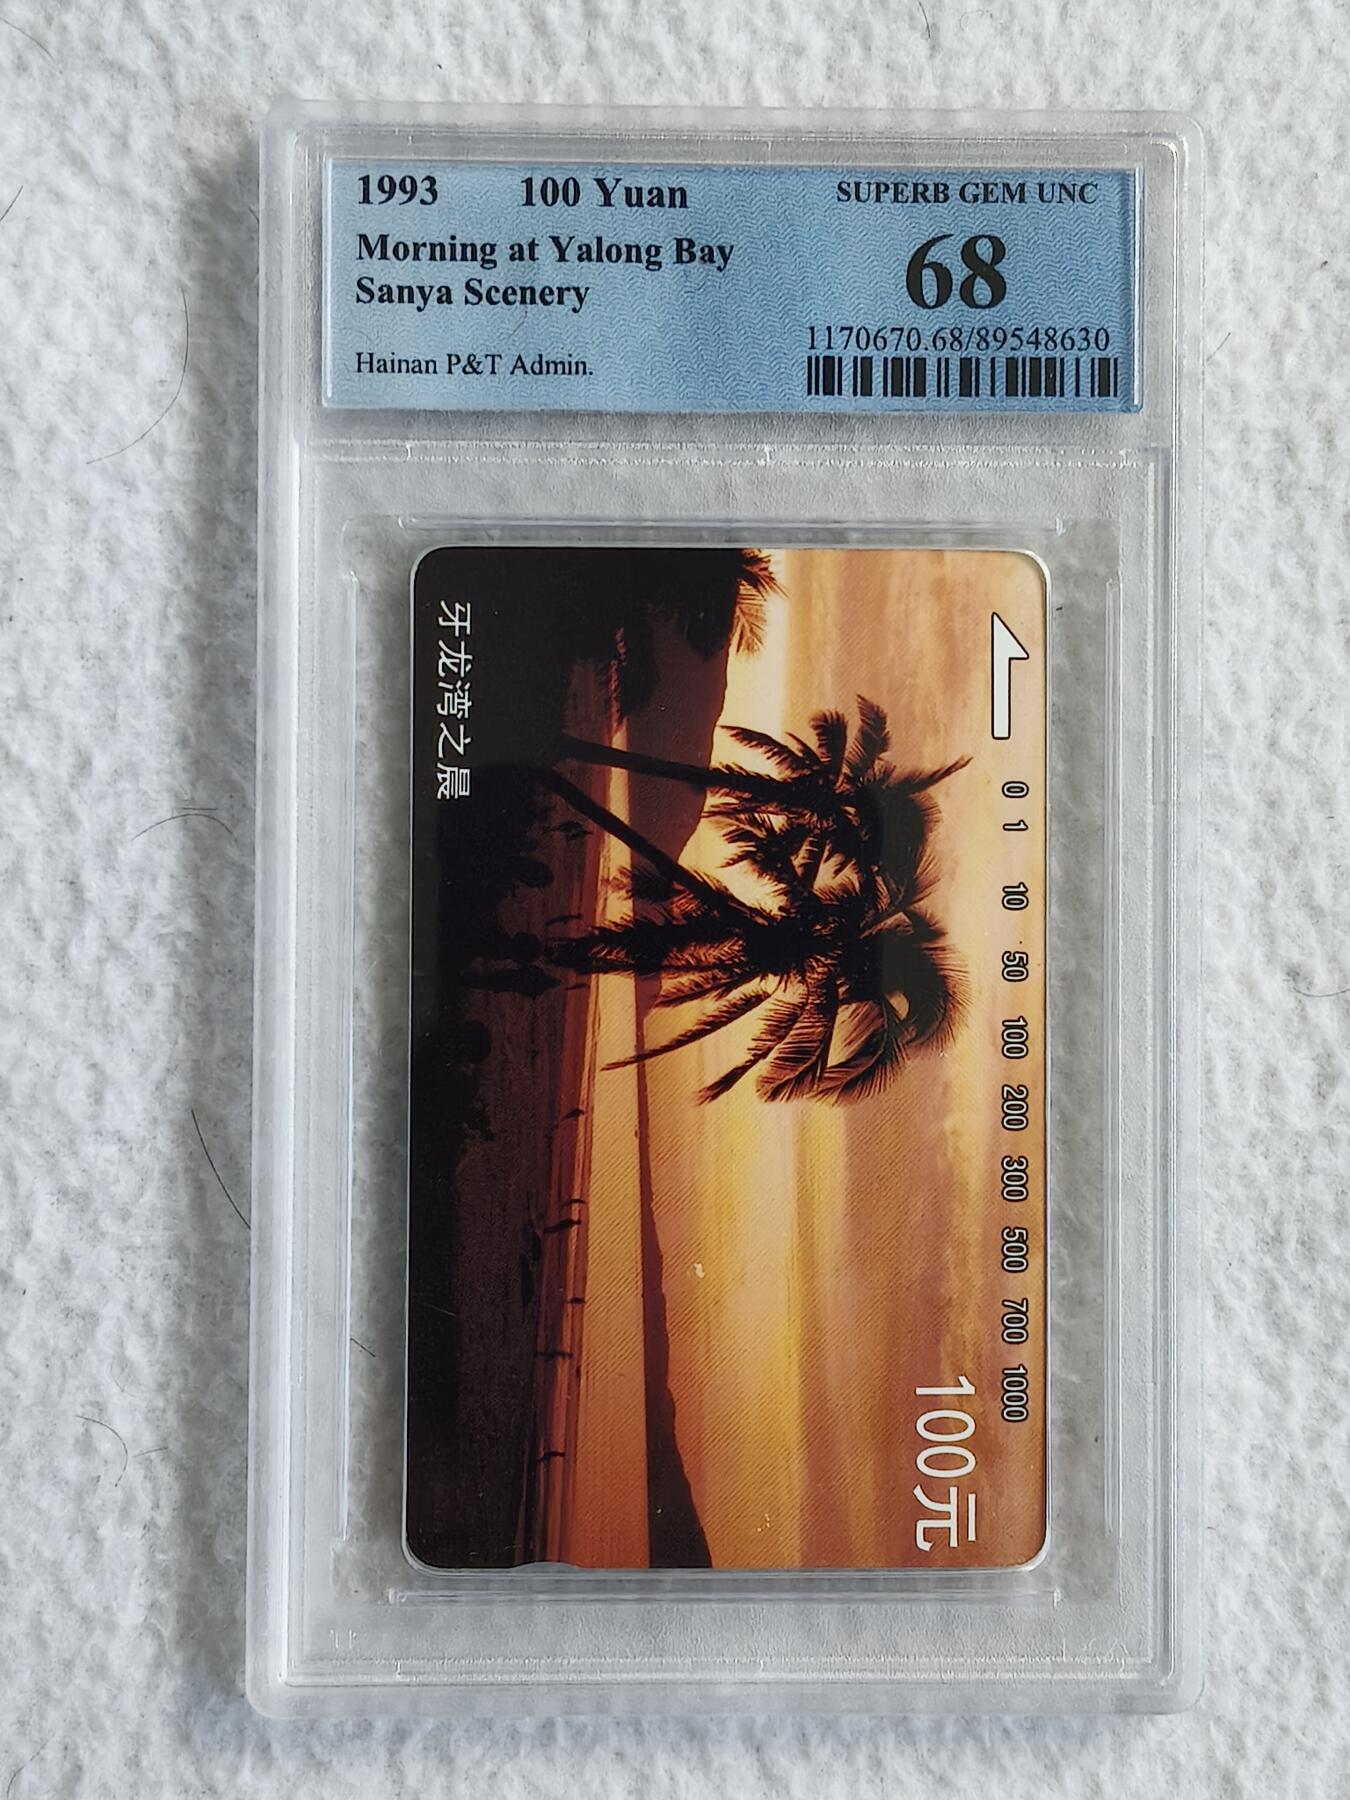 1993 100 Yuan
Morning at Yalong Bay
Sanya Scenery
Hainan P&T Admin.
SUPERB GEM UNC
68
1170670.68/89548630
0 1 10 50 100 200 300 500 700 1000
100元
牙龙湾之晨